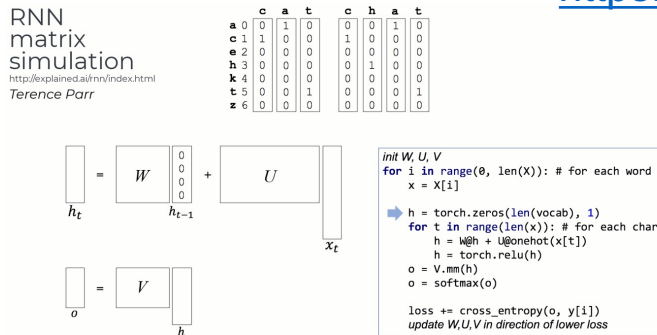 RNN
matrix
simulation
http://explained.ai/rnn/index.html
Terence Parr
c a t c h a t
a 0 0 1 0 0 0 1 0
c 1 1 0 0 1 0 0 0
e 2 0 0 0 0 0 0 0
h 3 0 0 0 0 1 0 0
k 4 0 0 0 0 0 0 0
t 5 0 0 1 0 0 0 1
z 6 0 0 0 0 0 0 0
h_t = W 0 0 0 0 h_{t-1} + U x_t
o = V h
init W, U, V
for i in range(0, len(X)): # for each word
x = X[i]
h = torch.zeros(len(vocab), 1)
for t in range(len(x)): # for each char
h = W@h + U@onehot(x[t])
h = torch.relu(h)
o = V.mm(h)
o = softmax(o)
loss += cross_entropy(o, y[i])
update W,U,V in direction of lower loss